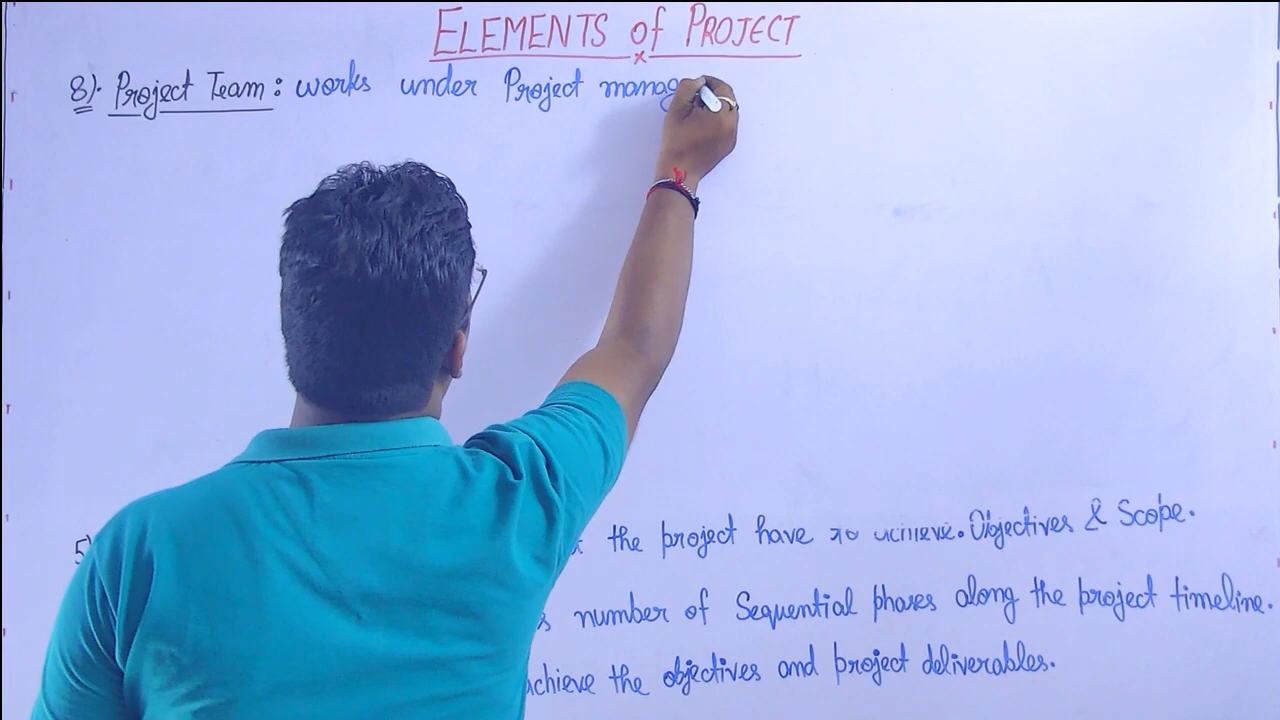 ELEMENTS of PROJECT
8). Project Team: works under Project manag
5) the project have to achieve. Objectives & Scope.
number of Sequential phases along the project timeline.
achieve the objectives and project deliverables.